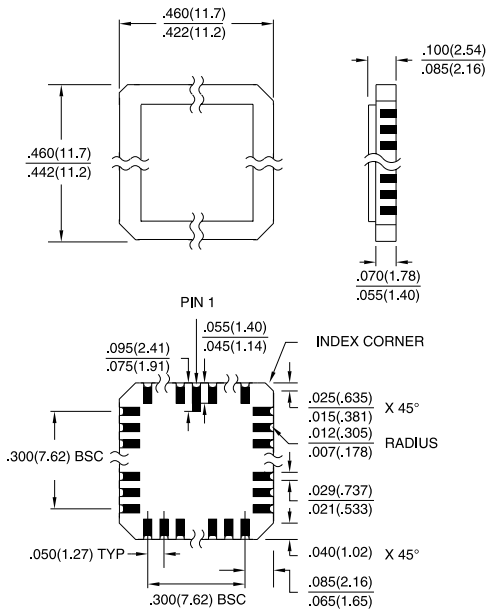 .460(11.7)
.422(11.2)
.100(2.54)
.085(2.16)
.460(11.7)
.442(11.2)
.070(1.78)
.055(1.40)
PIN 1
.055(1.40)
.045(1.14)
.095(2.41)
.075(1.91)
INDEX CORNER
.025(.635)
.015(.381)
X 45°
.012(.305)
.007(.178)
RADIUS
.300(7.62) BSC
.029(.737)
.021(.533)
.050(1.27) TYP
.040(1.02) X 45°
.085(2.16)
.065(1.65)
.300(7.62) BSC